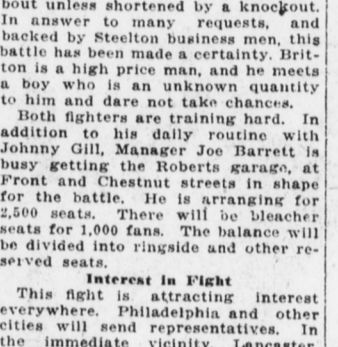 bout unless shortened by a knockout.
In answer to many requests, and
backed by Steelton business men, this
battle has been made a certainty. Brit-
ton is a high price man, and he meets
a boy who is an unknown quantity
to him and dare not take chances.
Both fighters are training hard. In
addition to his daily routine with
Johnny Gill, Manager Joe Barrett is
busy getting the Roberts garage, at
Front and Chestnut streets in shape
for the battle. He is arranging for
2,500 seats. There will be bleacher
seats for 1,000 fans. The balance will
be divided into ringside and other re-
served seats.
Interest in Fight
This fight is attracting interest
everywhere. Philadelphia and other
cities will send representatives. In
the immediate vicinity, Lancaster,